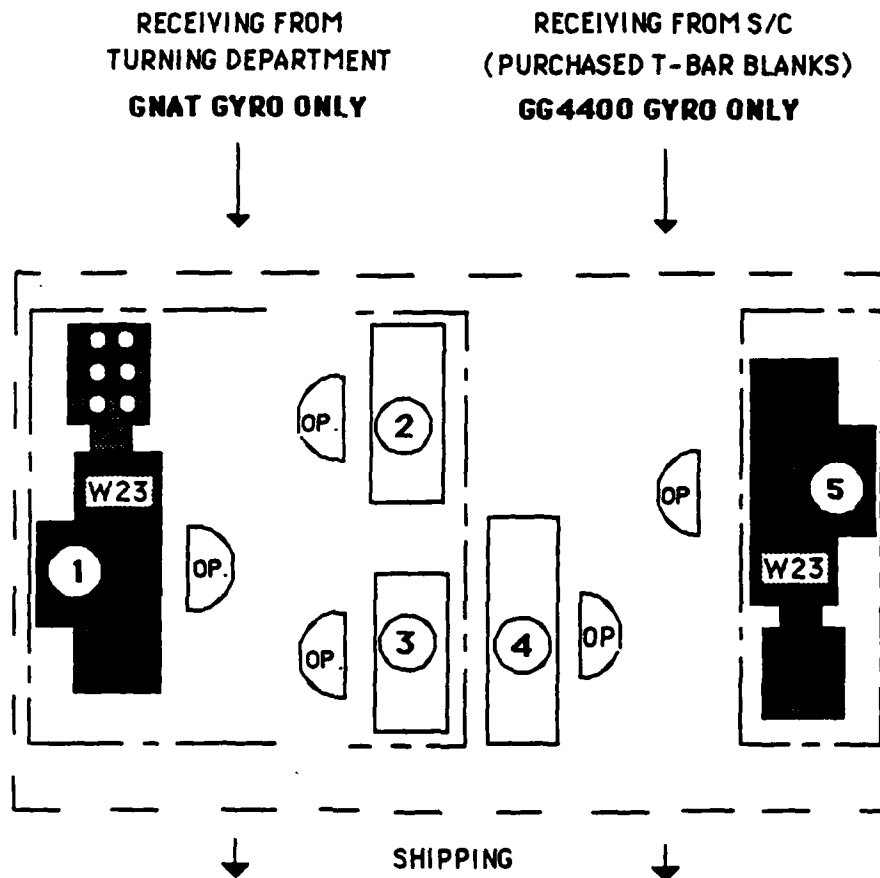 RECEIVING FROM
TURNING DEPARTMENT
GNAT GYRO ONLY
RECEIVING FROM S/C
(PURCHASED T-BAR BLANKS)
GG4400 GYRO ONLY
OP.
2
W23
OP
5
1
OP.
W23
OP.
3
4
OP
SHIPPING